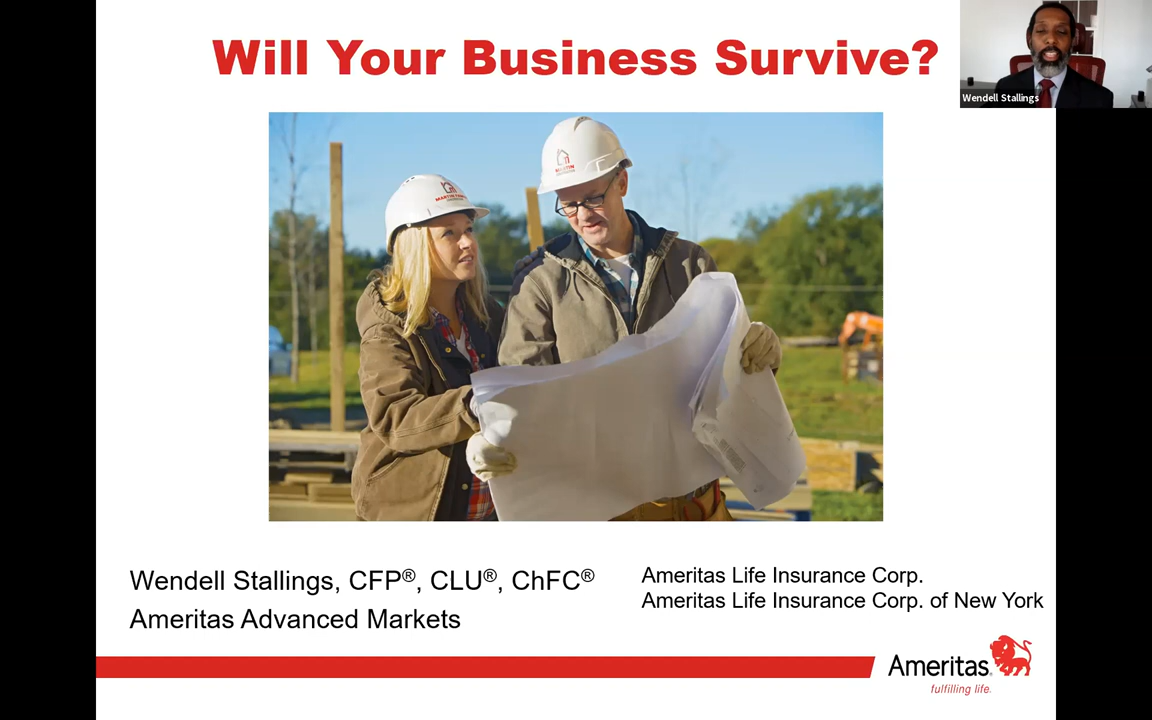 Will Your Business Survive?
Wendell Stallings
MARTIN
Wendell Stallings, CFP®, CLU®, ChFC®
Ameritas Advanced Markets
Ameritas Life Insurance Corp.
Ameritas Life Insurance Corp. of New York
Ameritas®
fulfilling life.